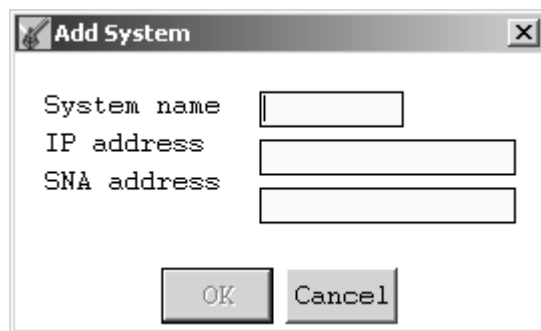 Add System
System name
IP address
SNA address
OK Cancel